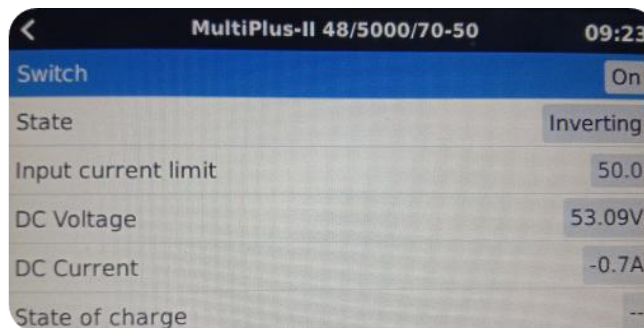 < MultiPlus-II 48/5000/70-50 09:23
Switch On
State Inverting
Input current limit 50.0
DC Voltage 53.09V
DC Current -0.7A
State of charge --